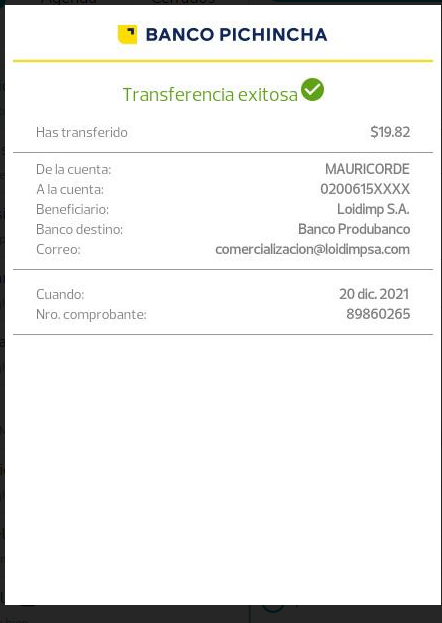 BANCO PICHINCHA
Transferencia exitosa
Has transferido $19.82
De la cuenta: MAURICORDE
A la cuenta: 0200615XXXX
Beneficiario: Loidimp S.A.
Banco destino: Banco Produbanco
Correo: comercializacion@loidimpsa.com
Cuando: 20 dic. 2021
Nro. comprobante: 89860265